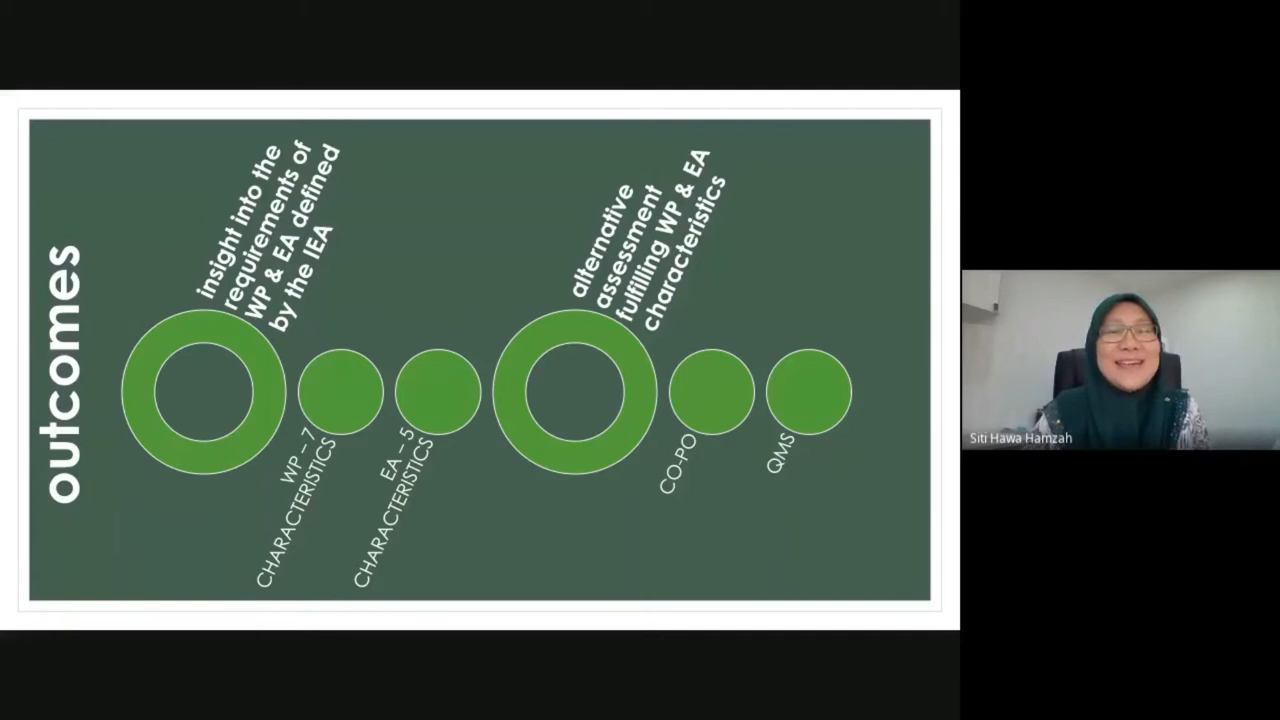 outcomes
insight into the
requirements of
WP & EA defined
by the IEA
WP – 7
CHARACTERISTICS
EA – 5
CHARACTERISTICS
alternative
assessment
fulfilling WP & EA
characteristics
CO-PO
QMS
Siti Hawa Hamzah